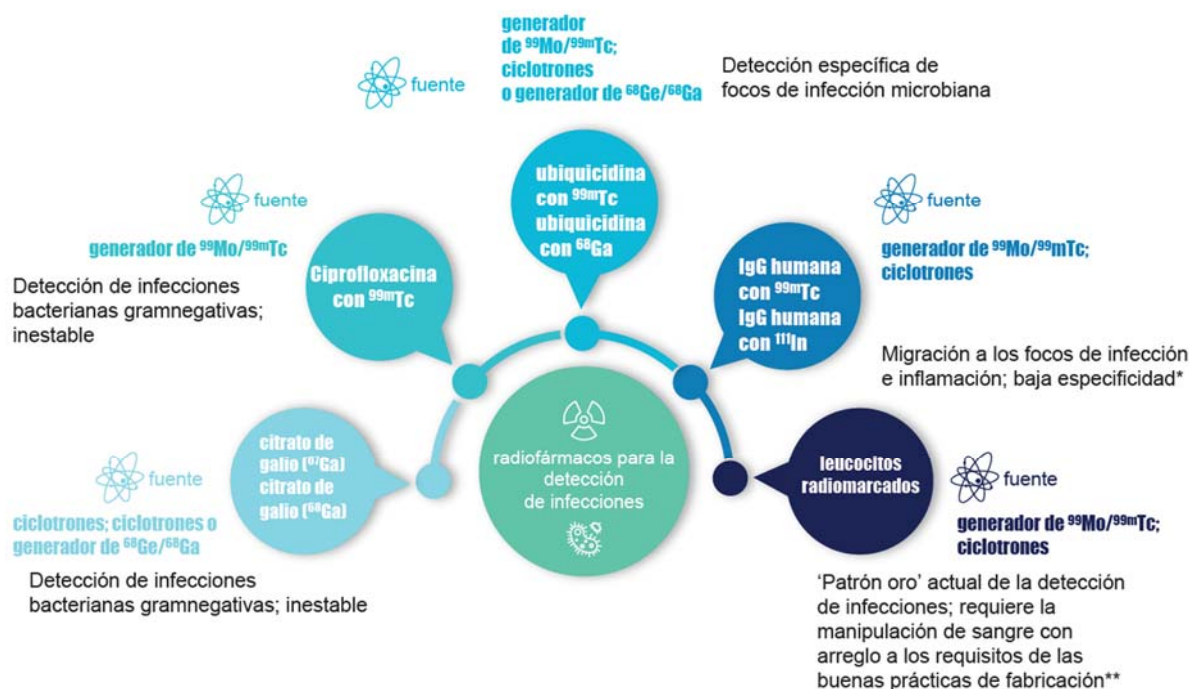 generador
de ⁹⁹Mo/⁹⁹ᵐTc;
ciclotrones
o generador de ⁶⁸Ge/⁶⁸Ga
fuente
Detección específica de
focos de infección microbiana
ubiquicidina
con ⁹⁹ᵐTc
ubiquicidina
con ⁶⁸Ga
fuente
generador de ⁹⁹Mo/⁹⁹ᵐTc
Detección de infecciones
bacterianas gramnegativas;
inestable
Ciprofloxacina
con ⁹⁹ᵐTc
fuente
generador de ⁹⁹Mo/⁹⁹mTc;
ciclotrones
IgG humana
con ⁹⁹ᵐTc
IgG humana
con ¹¹¹In
Migración a los focos de infección
e inflamación; baja especificidad*
fuente
ciclotrones; ciclotrones o
generador de ⁶⁸Ge/⁶⁸Ga
Detección de infecciones
bacterianas gramnegativas; inestable
citrato de
galio (⁶⁷Ga)
citrato de
galio (⁶⁸Ga)
radiofármacos para la
detección
de infecciones
leucocitos
radiomarcados
fuente
generador de ⁹⁹Mo/⁹⁹ᵐTc;
ciclotrones
‘Patrón oro’ actual de la detección
de infecciones; requiere la
manipulación de sangre con
arreglo a los requisitos de las
buenas prácticas de fabricación**